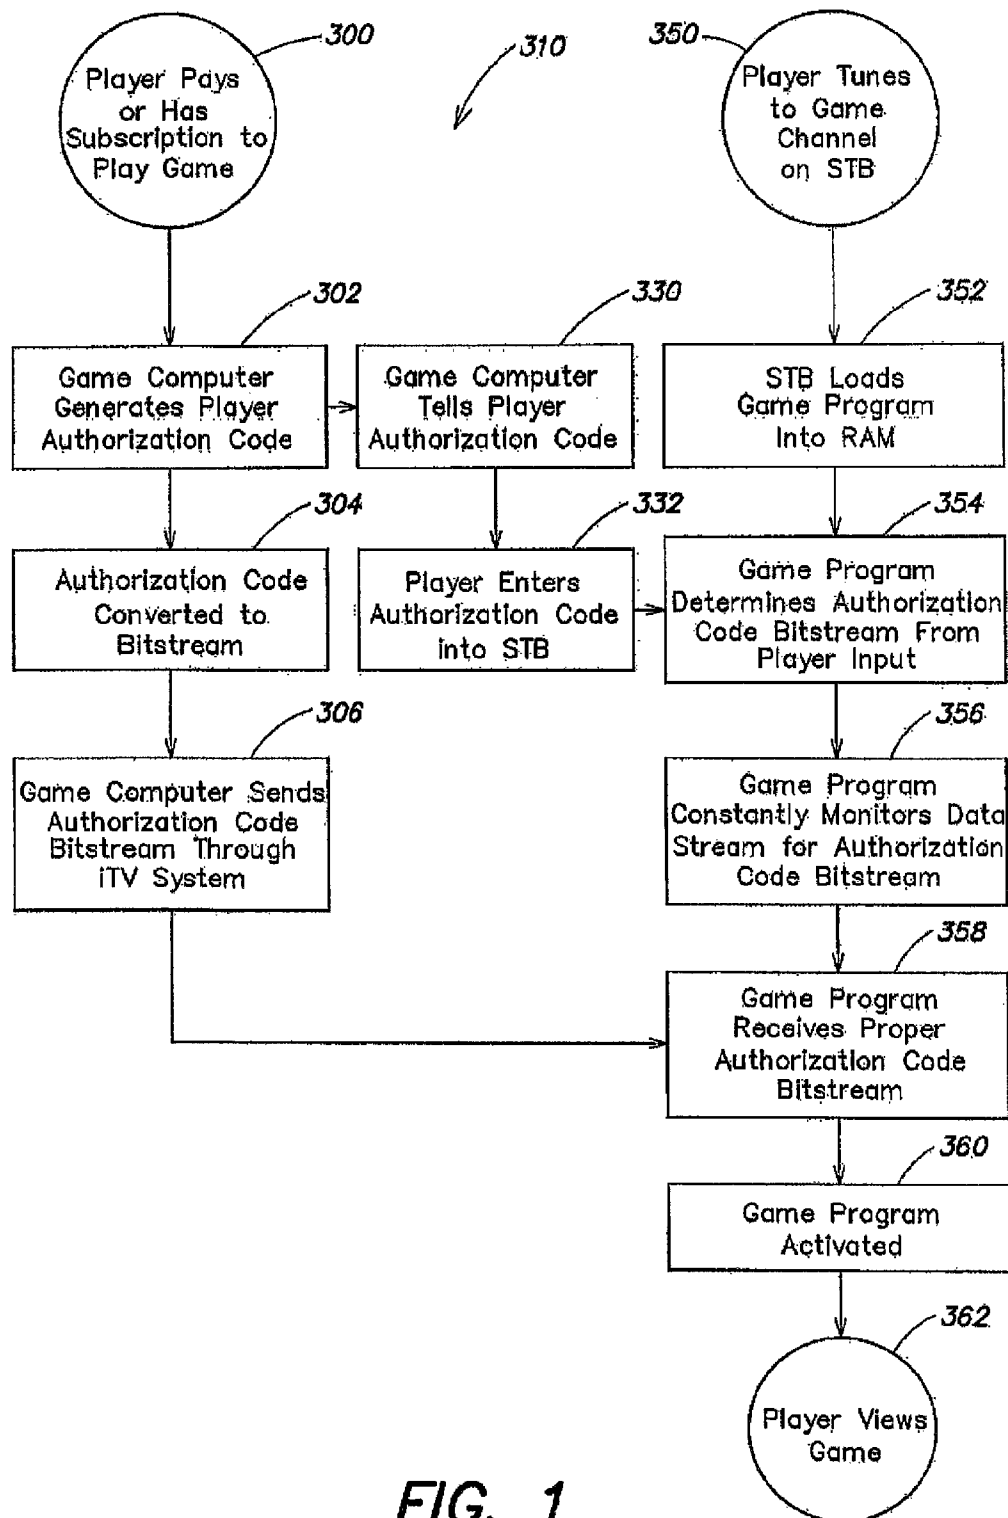 300
Player Pays
or Has
Subscription to
Play Game
310
350
Player Tunes
to Game
Channel
on STB
302
Game Computer
Generates Player
Authorization Code
330
Game Computer
Tells Player
Authorization Code
352
STB Loads
Game Program
Into RAM
304
Authorization Code
Converted to
Bitstream
332
Player Enters
Authorization Code
into STB
354
Game Program
Determines Authorization
Code Bitstream From
Player Input
306
Game Computer Sends
Authorization Code
Bitstream Through
iTV System
356
Game Program
Constantly Monitors Data
Stream for Authorization
Code Bitstream
358
Game Program
Receives Proper
Authorization Code
Bitstream
360
Game Program
Activated
362
Player Views
Game
FIG. 1